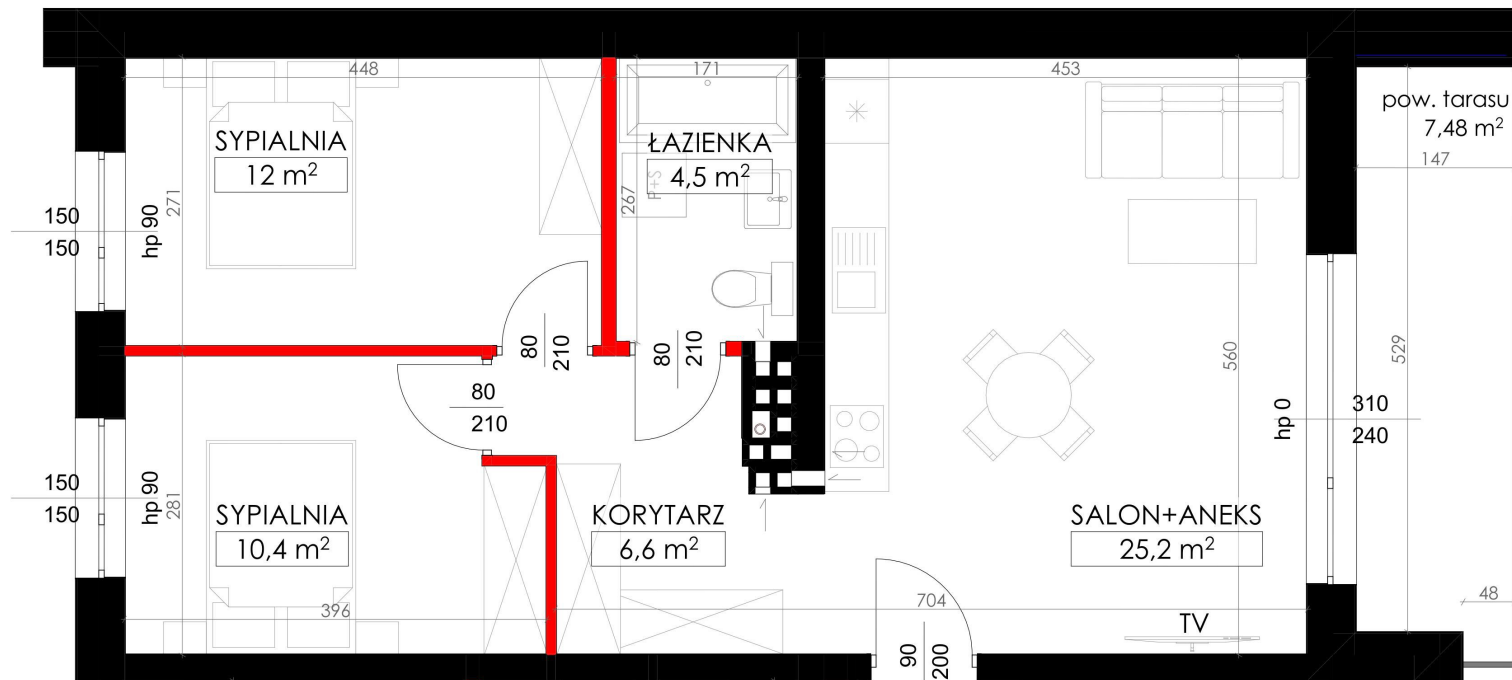 448
171
453
pow. tarasu
7,48 m²
SYPIALNIA
12 m²
ŁAZIENKA
4,5 m²
147
P+S
271
267
150
150
hp 90
80
210
80
210
80
210
560
529
hp 0
310
240
150
150
hp 90
281
SYPIALNIA
10,4 m²
KORYTARZ
6,6 m²
SALON+ANEKS
25,2 m²
396
704
48
TV
90
200